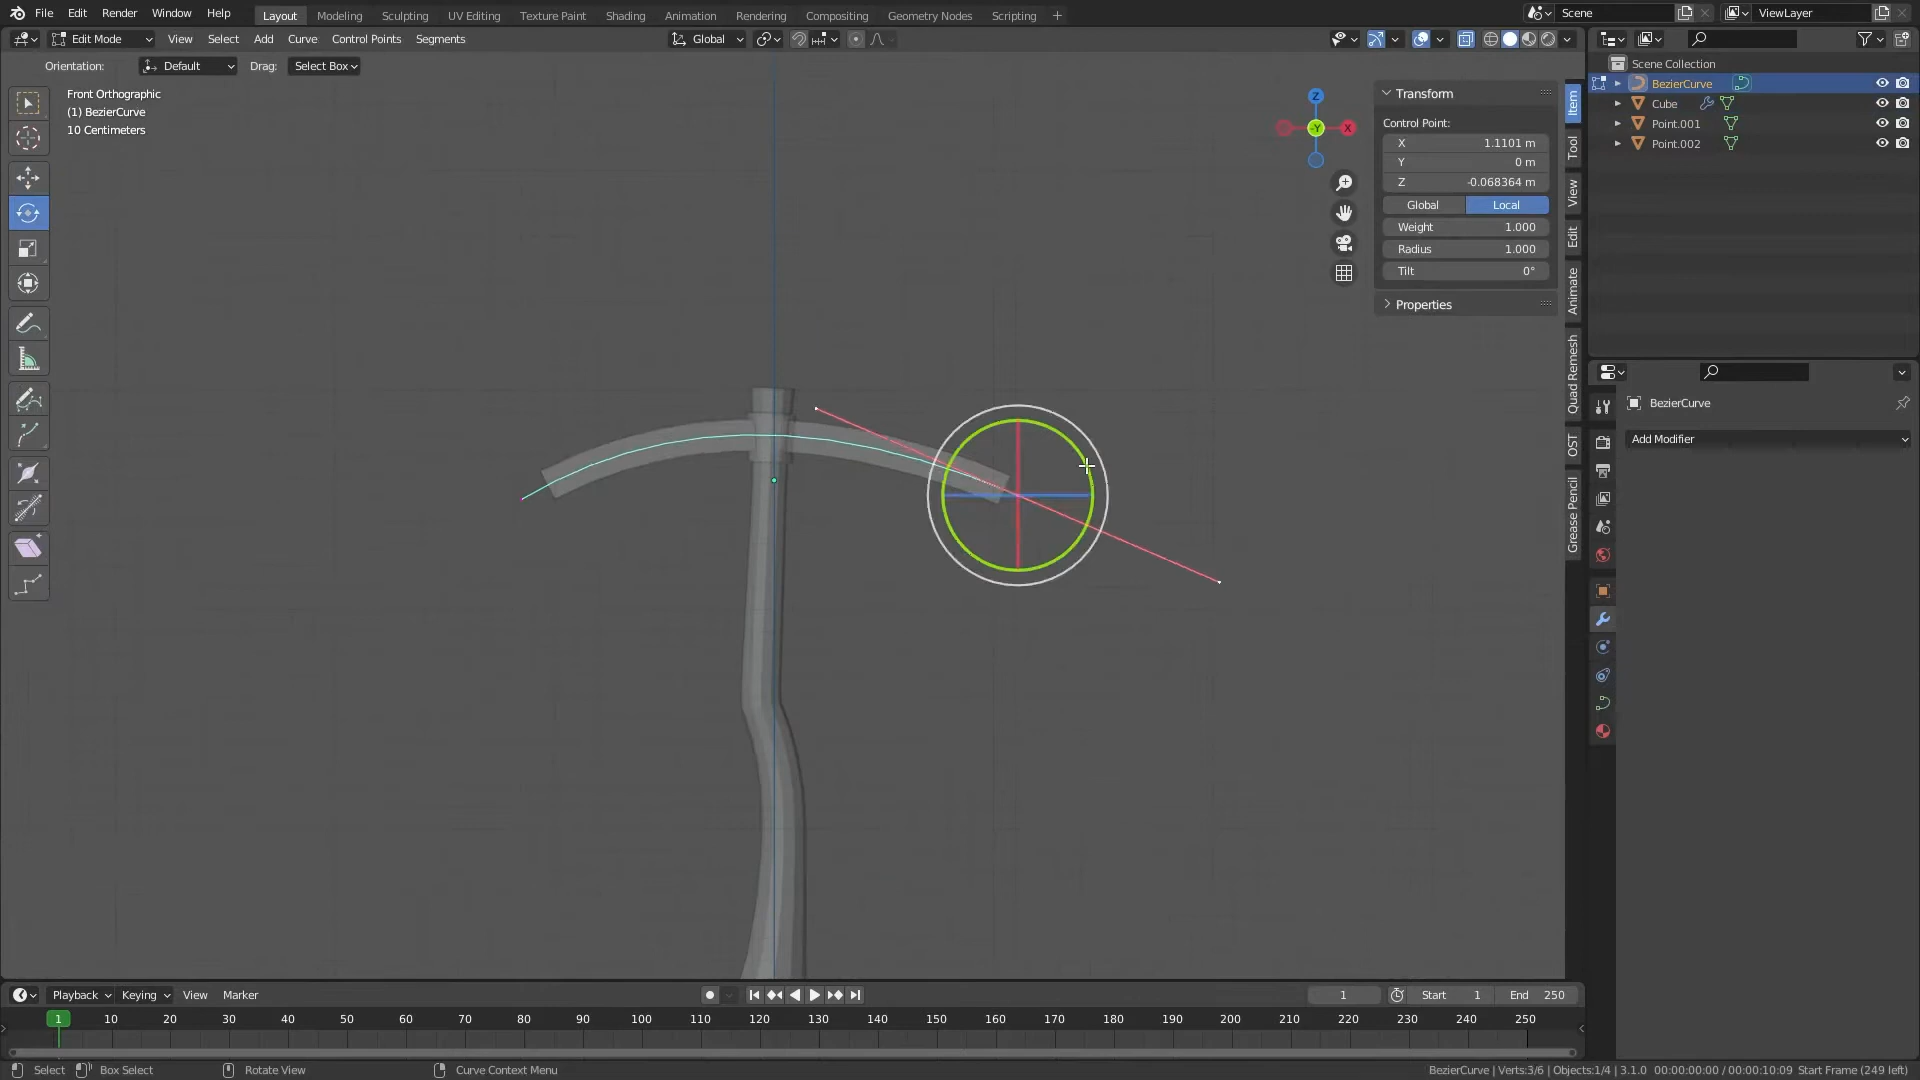 File Edit Render Window Help Layout Modeling Sculpting UV Editing Texture Paint Shading Animation Rendering Compositing Geometry Nodes Scripting + Scene ViewLayer
Edit Mode View Select Add Curve Control Points Segments Global
Orientation: Default Drag: Select Box
Front Orthographic
(1) BezierCurve
10 Centimeters
Z
-Y
X
Transform
Control Point:
X 1.1101 m
Y 0 m
Z -0.068364 m
Global Local
Weight 1.000
Radius 1.000
Tilt 0°
Properties
Item
Tool
View
Edit
Animate
Quad Remesh
OST
Grease Pencil
Scene Collection
BezierCurve
Cube
Point.001
Point.002
BezierCurve
Add Modifier
Playback Keying View Marker 1 Start 1 End 250
1 10 20 30 40 50 60 70 80 90 100 110 120 130 140 150 160 170 180 190 200 210 220 230 240 250
Select Box Select Rotate View Curve Context Menu BezierCurve | Verts:3/6 | Objects:1/4 | 3.1.0 00:00:00:00 / 00:00:10:09 Start Frame (249 left)